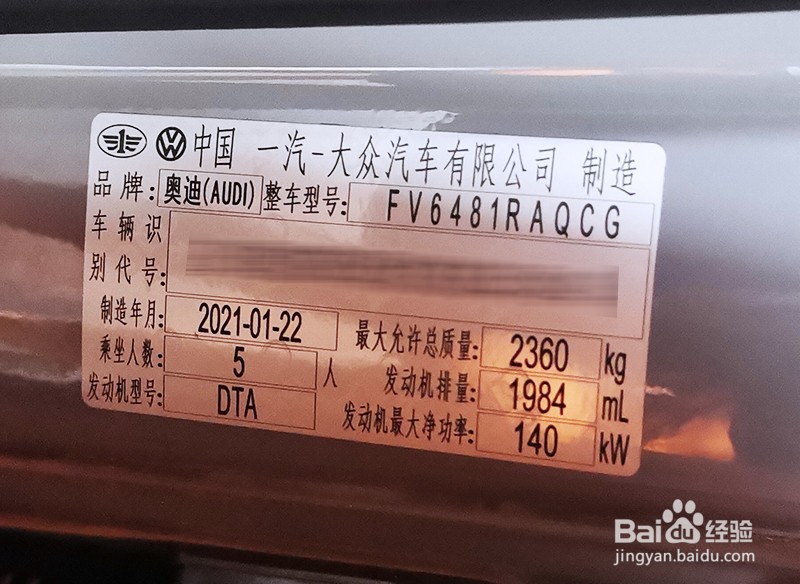 中国 一汽-大众汽车有限公司 制造
品牌: 奥迪(AUDI) 整车型号: FV6481RAQCG
车辆识
别代号:
制造年月: 2021-01-22 最大允许总质量: 2360 kg
乘坐人数: 5 人 发动机排量: 1984 mL
发动机型号: DTA 发动机最大净功率: 140 kW
Baidu经验
jingyan.baidu.com